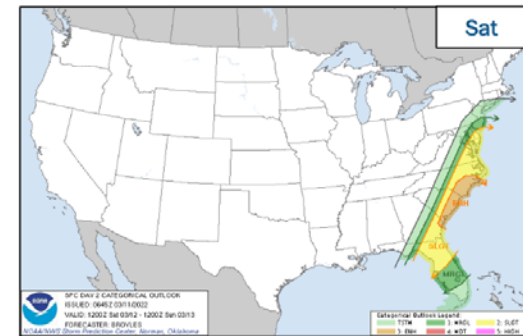 Sat
ENH
SLGT
MRGL
SPC DAY 2 CATEGORICAL OUTLOOK
ISSUED: 0645Z 03/11/2022
VALID: 1200Z Sat 03/12 - 1200Z Sun 03/13
FORECASTER: BROYLES
NOAA/NWS Storm Prediction Center, Norman, Oklahoma
Categorical Outlook Legend:
TSTM 1: MRGL 2: SLGT
3: ENH 4: MDT 5: HIGH